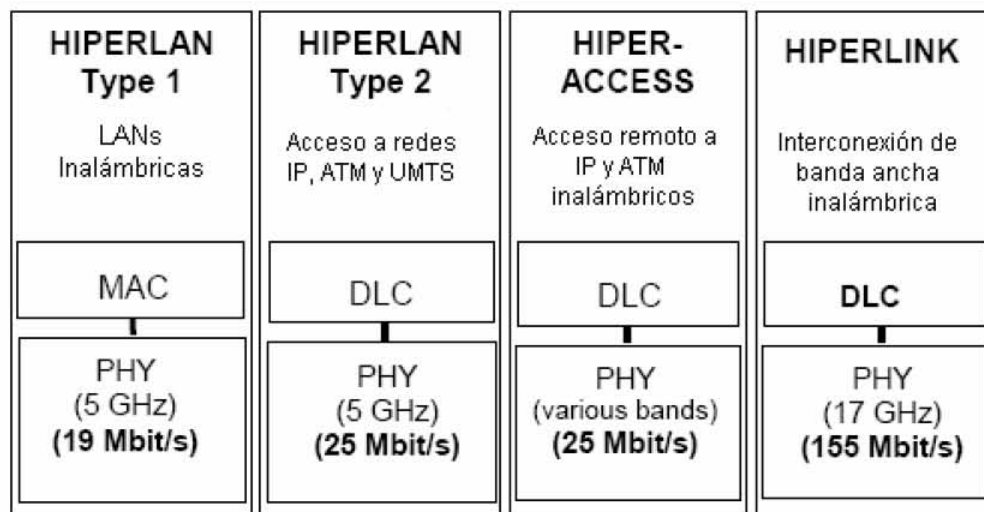 HIPERLAN
Type 1
LANs
Inalámbricas
MAC
PHY
(5 GHz)
(19 Mbit/s)
HIPERLAN
Type 2
Acceso a redes
IP, ATM y UMTS
DLC
PHY
(5 GHz)
(25 Mbit/s)
HIPER-
ACCESS
Acceso remoto a
IP y ATM
inalámbricos
DLC
PHY
(various bands)
(25 Mbit/s)
HIPERLINK
Interconexión de
banda ancha
inalámbrica
DLC
PHY
(17 GHz)
(155 Mbit/s)